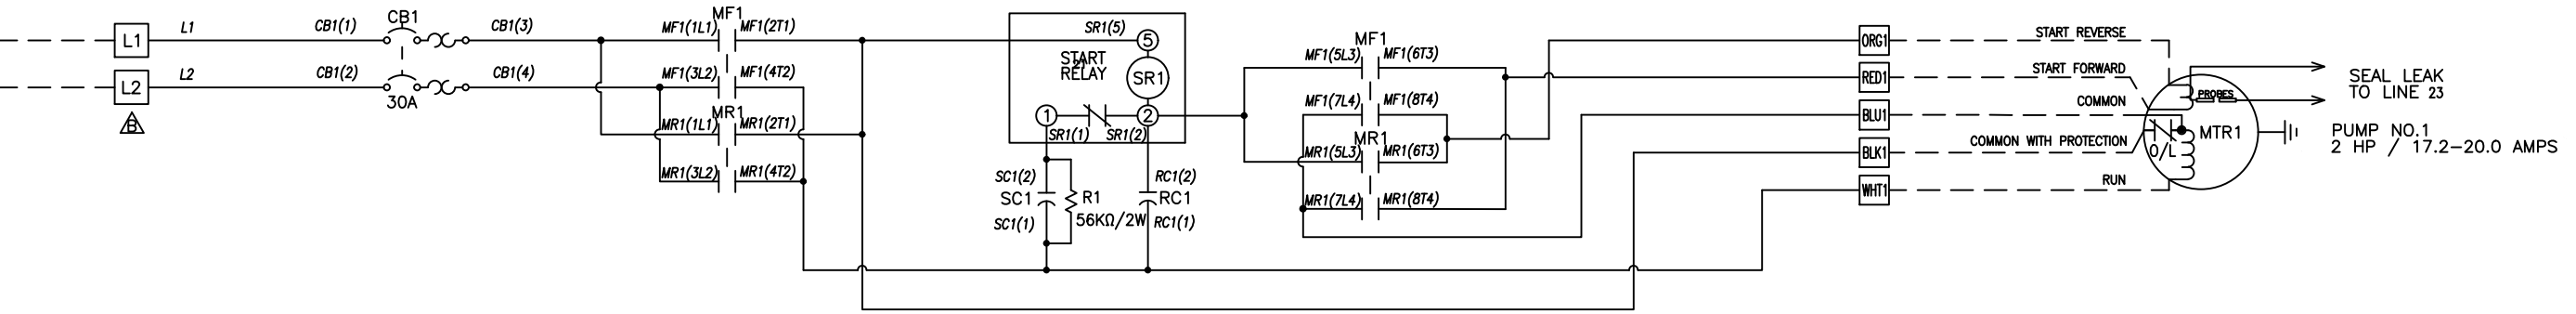 L1
L1
CB1(1)
CB1
CB1(3)
MF1
MF1(1L1)
MF1(2T1)
L2
L2
CB1(2)
30A
CB1(4)
MF1(3L2)
MF1(4T2)
B
MR1
MR1(1L1)
MR1(2T1)
MR1(3L2)
MR1(4T2)
SR1(5)
5
START
2)
RELAY
SR1
1
2
SR1(1)
SR1(2)
SC1(2)
SC1
SC1(1)
R1
56KΩ/2W
RC1(2)
RC1
RC1(1)
MF1
MF1(5L3)
MF1(6T3)
MF1(7L4)
MF1(8T4)
MR1
MR1(5L3)
MR1(6T3)
MR1(7L4)
MR1(8T4)
ORG1
START REVERSE
RED1
START FORWARD
BLU1
COMMON
BLK1
COMMON WITH PROTECTION
WHT1
RUN
PROBES
O/L
MTR1
SEAL LEAK
TO LINE 23
PUMP NO.1
2 HP / 17.2-20.0 AMPS